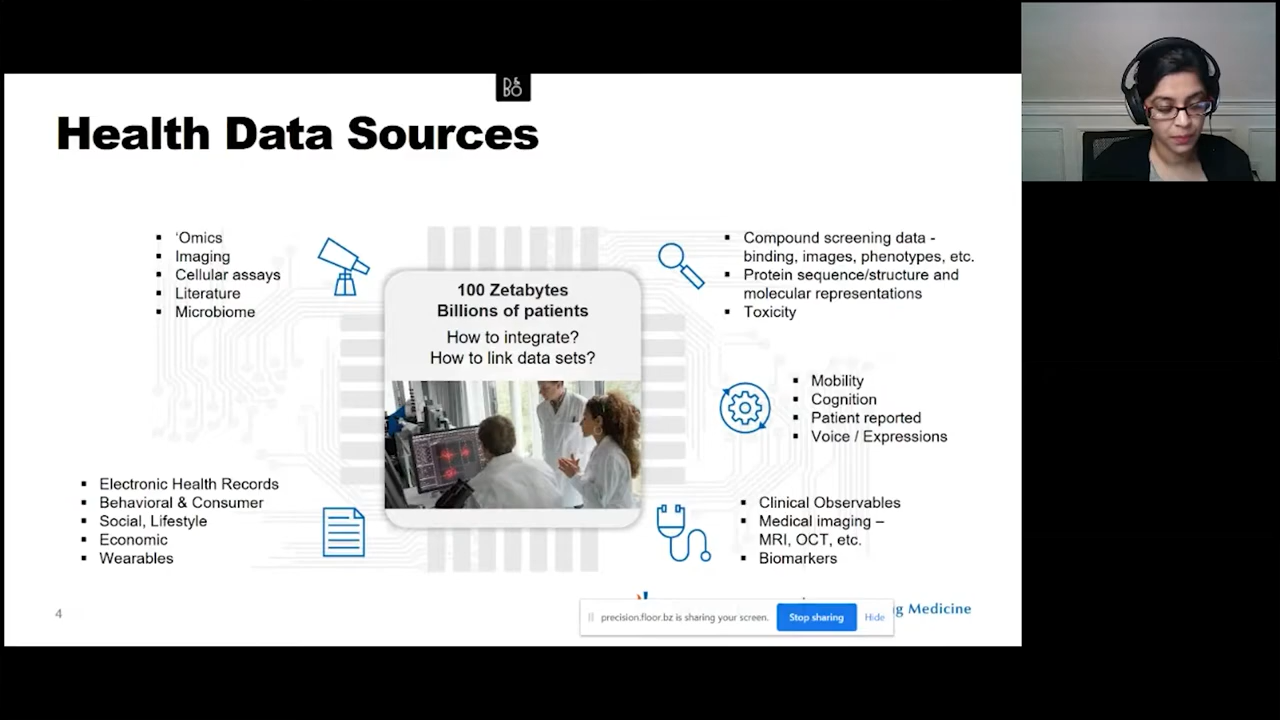 B&
BO
Health Data Sources
‘Omics
Imaging
Cellular assays
Literature
Microbiome
100 Zetabytes
Billions of patients
How to integrate?
How to link data sets?
Compound screening data -
binding, images, phenotypes, etc.
Protein sequence/structure and
molecular representations
Toxicity
Mobility
Cognition
Patient reported
Voice / Expressions
Electronic Health Records
Behavioral & Consumer
Social, Lifestyle
Economic
Wearables
Clinical Observables
Medical imaging –
MRI, OCT, etc.
Biomarkers
4
precision.floor.bz is sharing your screen.
Stop sharing
Hide
Medicine